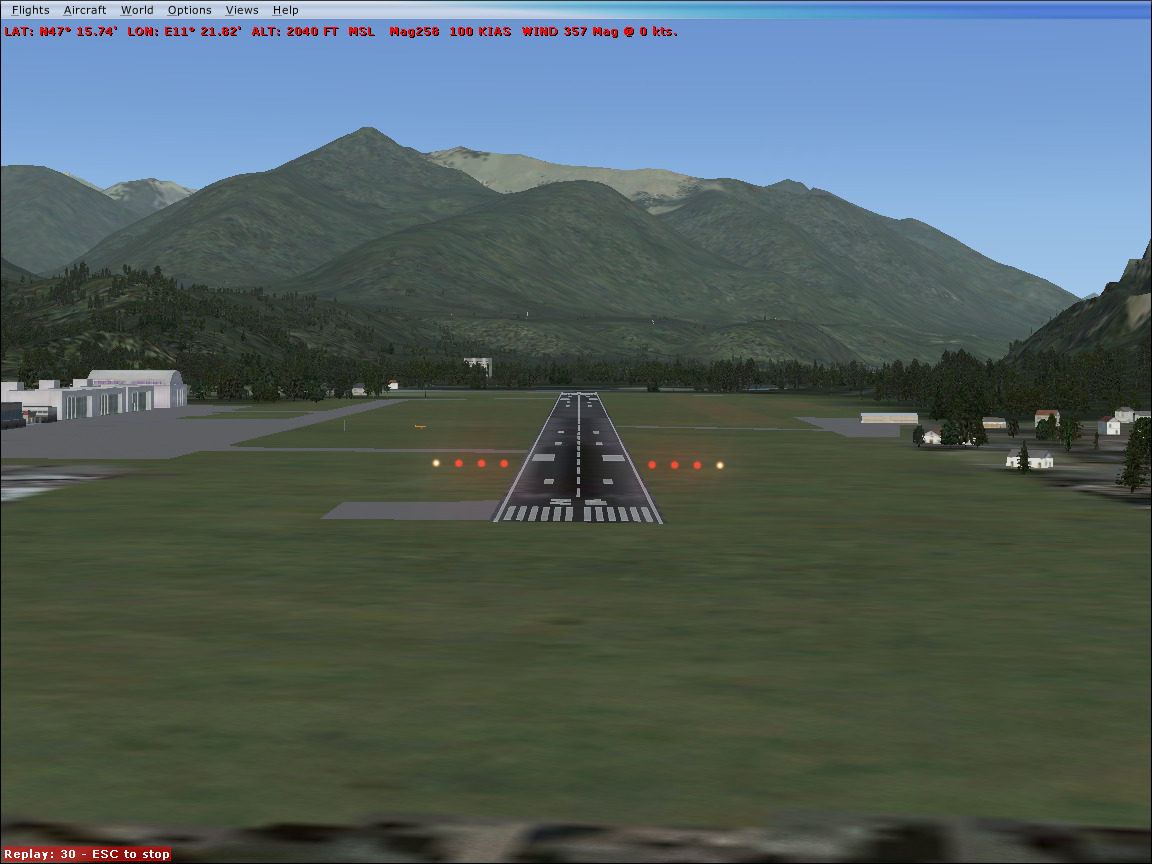 Flights Aircraft World Options Views Help
LAT: N47° 15.74' LON: E11° 21.82' ALT: 2040 FT MSL Mag258 100 KIAS WIND 357 Mag @ 0 kts.
Replay: 30 - ESC to stop